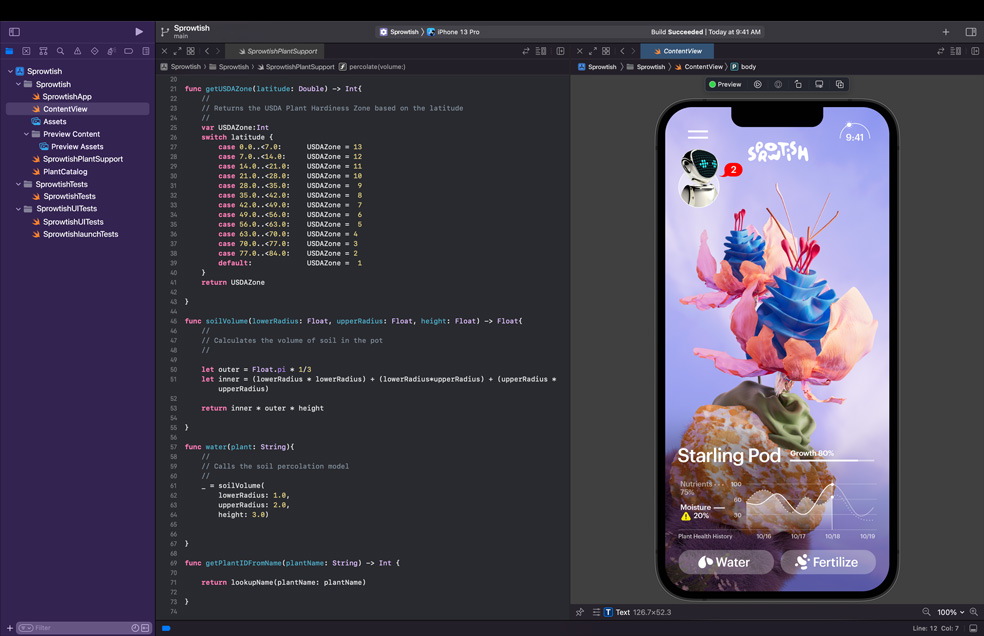 Sprowtish
main
Sprowtish 〉 iPhone 13 Pro
Build Succeeded | Today at 9:41 AM
SprowtishPlantSupport
ContentView
Sprowtish 〉 Sprowtish 〉 SprowtishPlantSupport 〉 percolate(volume:)
Sprowtish 〉 Sprowtish 〉 ContentView 〉 P body
Sprowtish
Sprowtish
SprowtishApp
ContentView
Assets
Preview Content
Preview Assets
SprowtishPlantSupport
PlantCatalog
SprowtishTests
SprowtishTests
SprowtishUITests
SprowtishUITests
SprowtishlaunchTests
Filter
20
21 func getUSDAZone(latitude: Double) -> Int{
22 //
23 // Returns the USDA Plant Hardiness Zone based on the latitude
24 //
25 var USDAZone:Int
26 switch latitude {
27 case 0.0..<7.0: USDAZone = 13
28 case 7.0..<14.0: USDAZone = 12
29 case 14.0..<21.0: USDAZone = 11
30 case 21.0..<28.0: USDAZone = 10
31 case 28.0..<35.0: USDAZone = 9
32 case 35.0..<42.0: USDAZone = 8
33 case 42.0..<49.0: USDAZone = 7
34 case 49.0..<56.0: USDAZone = 6
35 case 56.0..<63.0: USDAZone = 5
36 case 63.0..<70.0: USDAZone = 4
37 case 70.0..<77.0: USDAZone = 3
38 case 77.0..<84.0: USDAZone = 2
39 default: USDAZone = 1
40 }
41 return USDAZone
42
43 }
44
45 func soilVolume(lowerRadius: Float, upperRadius: Float, height: Float) -> Float{
46 //
47 // Calculates the volume of soil in the pot
48 //
49
50 let outer = Float.pi * 1/3
51 let inner = (lowerRadius * lowerRadius) + (lowerRadius*upperRadius) + (upperRadius *
upperRadius)
52
53 return inner * outer * height
54
55 }
56
57 func water(plant: String){
58 //
59 // Calls the soil percolation model
60 //
61 _ = soilVolume(
62 lowerRadius: 1.0,
63 upperRadius: 2.0,
64 height: 3.0)
65
66
67 }
68
69 func getPlantIDFromName(plantName: String) -> Int {
70
71 return lookupName(plantName: plantName)
72
73 }
74
Preview
9:41
SPROWTISH
2
Starling Pod
Growth 80%
Nutrients
75%
Moisture
20%
100
60
30
Plant Health History 10/16 10/17 10/18 10/19
Water
Fertilize
T Text 126.7×52.3
100%
Line: 12 Col: 7